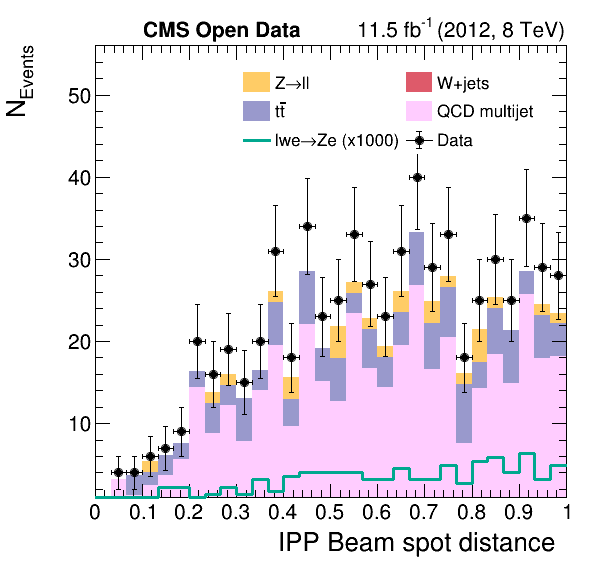 CMS Open Data 11.5 fb⁻¹ (2012, 8 TeV)
N_Events
Z→ll W+jets
tt̄ QCD multijet
lwe→Ze (x1000) Data
50
40
30
20
10
0 0.1 0.2 0.3 0.4 0.5 0.6 0.7 0.8 0.9 1
IPP Beam spot distance